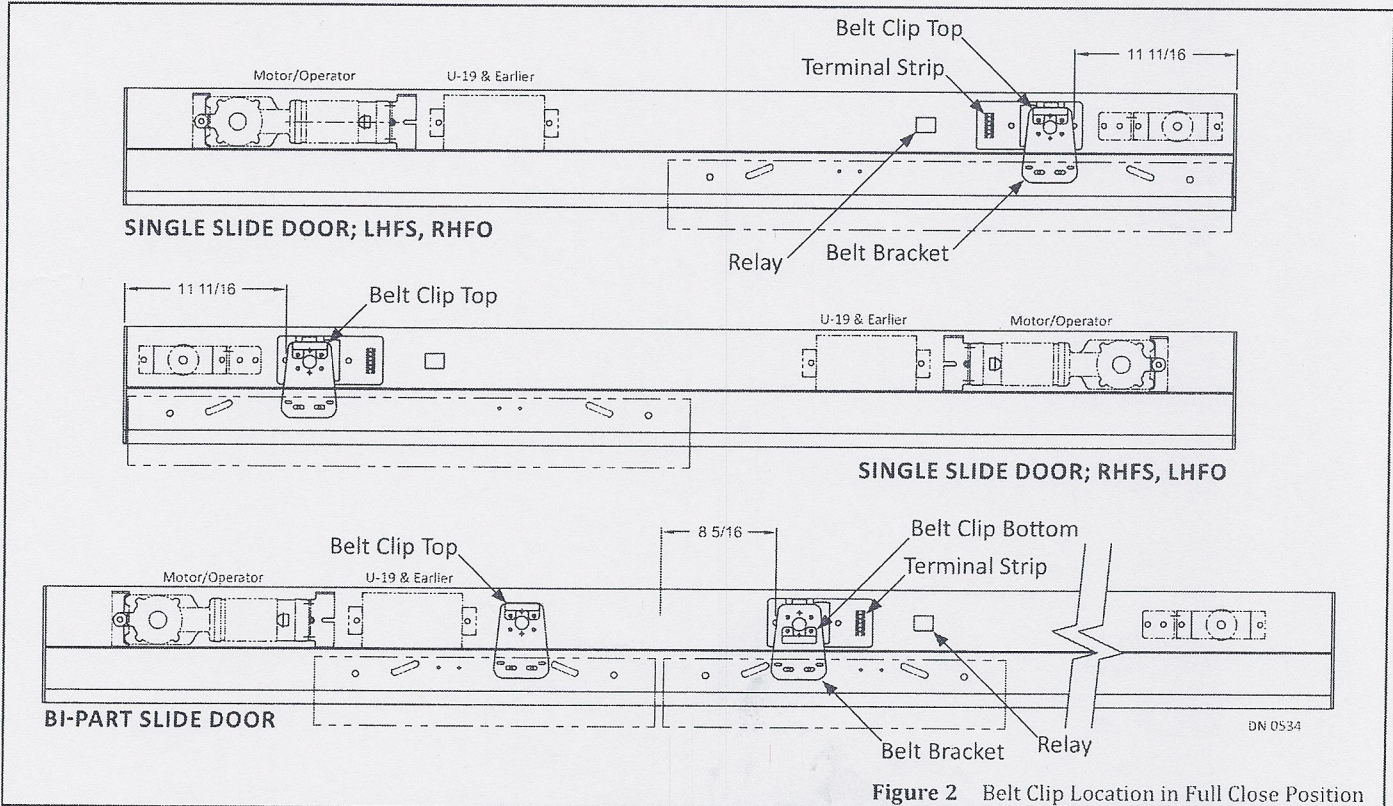 Belt Clip Top
11 11/16
Terminal Strip
Motor/Operator
U-19 & Earlier
SINGLE SLIDE DOOR; LHFS, RHFO
Relay
Belt Bracket
11 11/16
Belt Clip Top
U-19 & Earlier
Motor/Operator
SINGLE SLIDE DOOR; RHFS, LHFO
8 5/16
Belt Clip Bottom
Belt Clip Top
Terminal Strip
Motor/Operator
U-19 & Earlier
BI-PART SLIDE DOOR
DN 0534
Belt Bracket
Relay
Figure 2 Belt Clip Location in Full Close Position